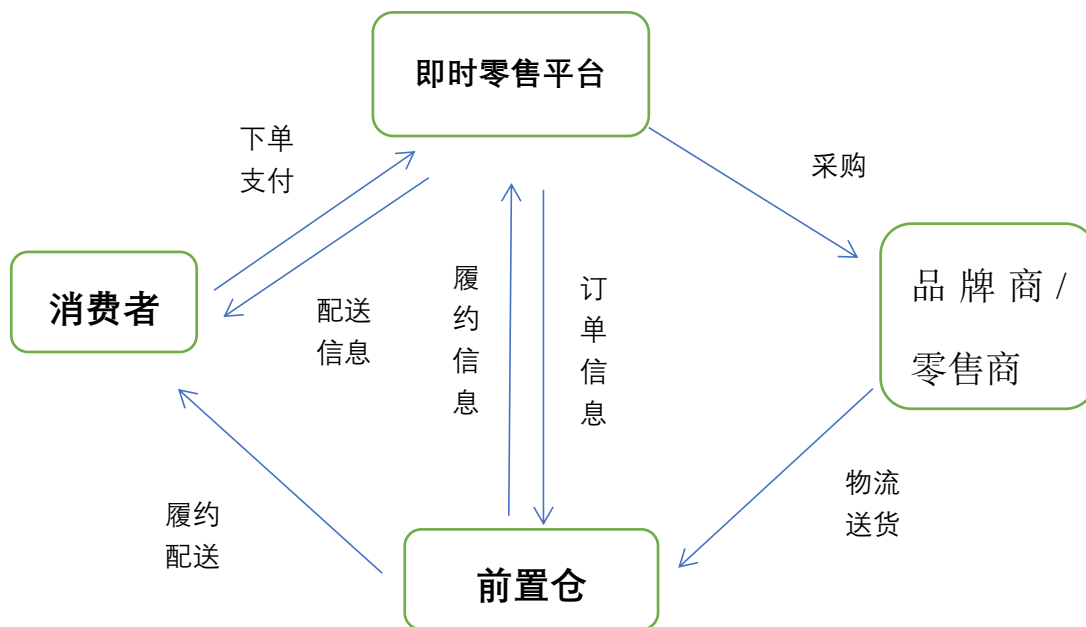 即时零售平台
下单
支付
采购
消费者
配送
信息
履
约
信
息
订
单
信
息
品牌商/
零售商
履约
配送
物流
送货
前置仓